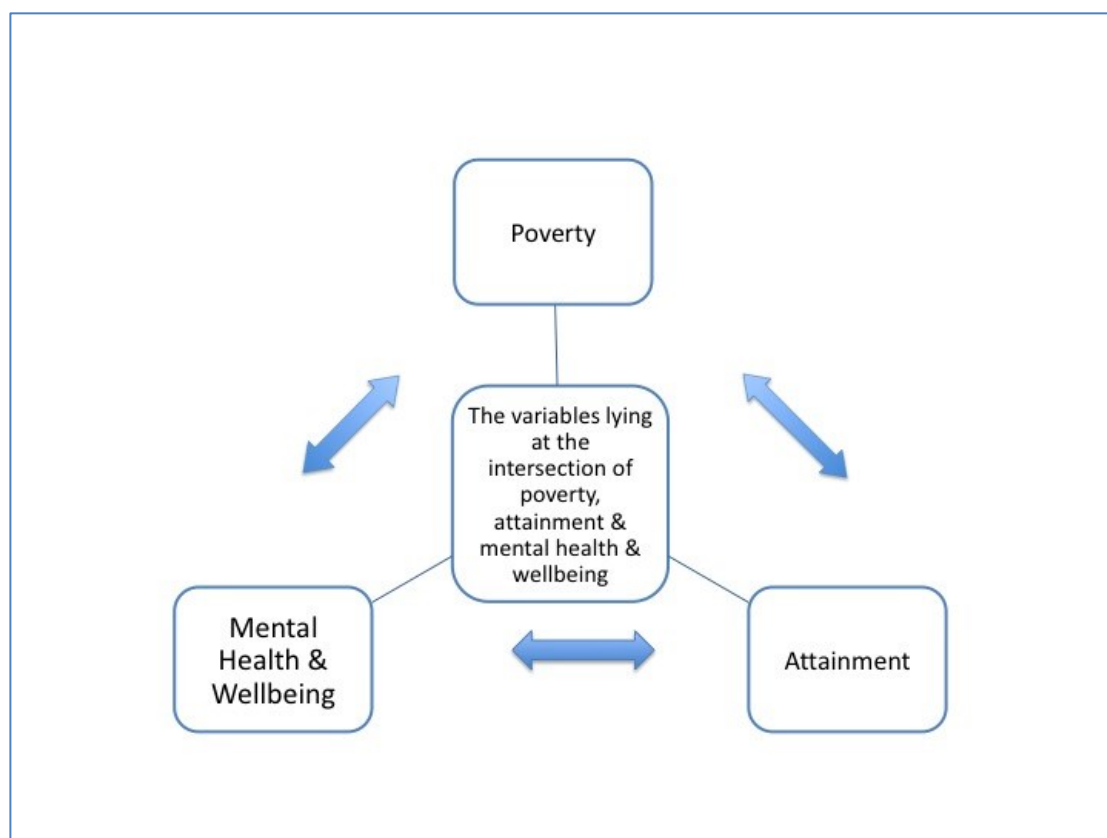 Poverty
The variables lying
at the
intersection of
poverty,
attainment &
mental health &
wellbeing
Mental
Health &
Wellbeing
Attainment